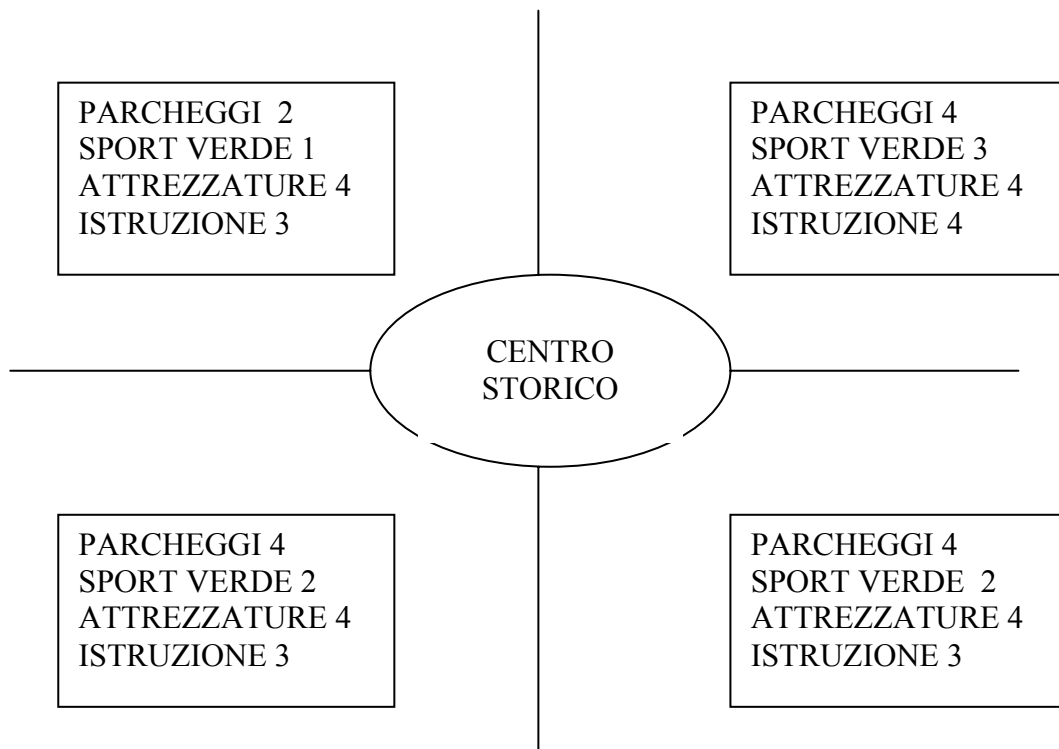 PARCHEGGI 2
SPORT VERDE 1
ATTREZZATURE 4
ISTRUZIONE 3
PARCHEGGI 4
SPORT VERDE 3
ATTREZZATURE 4
ISTRUZIONE 4
CENTRO
STORICO
PARCHEGGI 4
SPORT VERDE 2
ATTREZZATURE 4
ISTRUZIONE 3
PARCHEGGI 4
SPORT VERDE 2
ATTREZZATURE 4
ISTRUZIONE 3